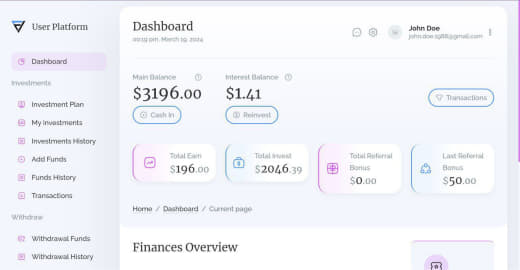 User Platform
Dashboard
Investments
Investment Plan
My Investments
Investments History
Add Funds
Funds History
Transactions
Withdraw
Withdrawal Funds
Withdrawal History
Dashboard
00:19 pm, March 19, 2024
John Doe
john.doe.1988@gmail.com
Main Balance
$3196.00
Cash In
Interest Balance
$1.41
Reinvest
Transactions
Total Earn
$196.00
Total Invest
$2046.39
Total Referral
Bonus
$0.00
Last Referral
Bonus
$50.00
Home / Dashboard / Current page
Finances Overview